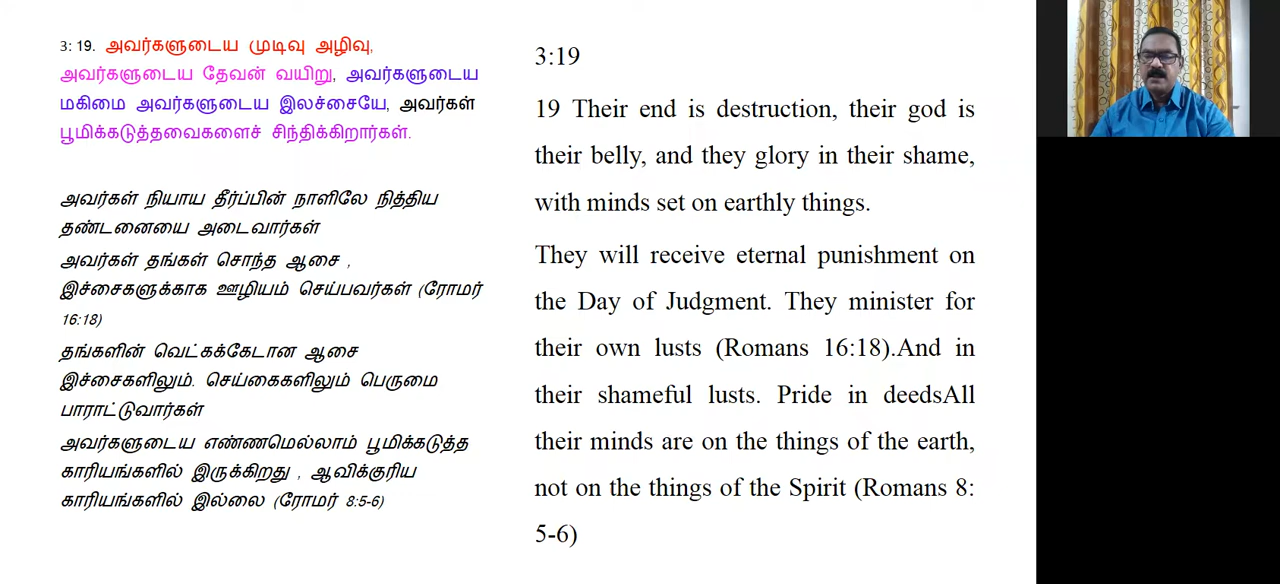 3: 19. அவர்களுடைய முடிவு அழிவு,
அவர்களுடைய தேவன் வயிறு, அவர்களுடைய
மகிமை அவர்களுடைய இலச்சையே, அவர்கள்
பூமிக்கடுத்தவைகளைச் சிந்திக்கிறார்கள்.
அவர்கள் நியாய தீர்ப்பின் நாளிலே நித்திய
தண்டனையை அடைவார்கள்
அவர்கள் தங்கள் சொந்த ஆசை ,
இச்சைகளுக்காக ஊழியம் செய்பவர்கள் (ரோமர்
16:18)
தங்களின் வெட்கக்கேடான ஆசை
இச்சைகளிலும். செய்கைகளிலும் பெருமை
பாராட்டுவார்கள்
அவர்களுடைய எண்ணமெல்லாம் பூமிக்கடுத்த
காரியங்களில் இருக்கிறது , ஆவிக்குரிய
காரியங்களில் இல்லை (ரோமர் 8:5-6)
3:19
19 Their end is destruction, their god is
their belly, and they glory in their shame,
with minds set on earthly things.
They will receive eternal punishment on
the Day of Judgment. They minister for
their own lusts (Romans 16:18).And in
their shameful lusts. Pride in deedsAll
their minds are on the things of the earth,
not on the things of the Spirit (Romans 8:
5-6)